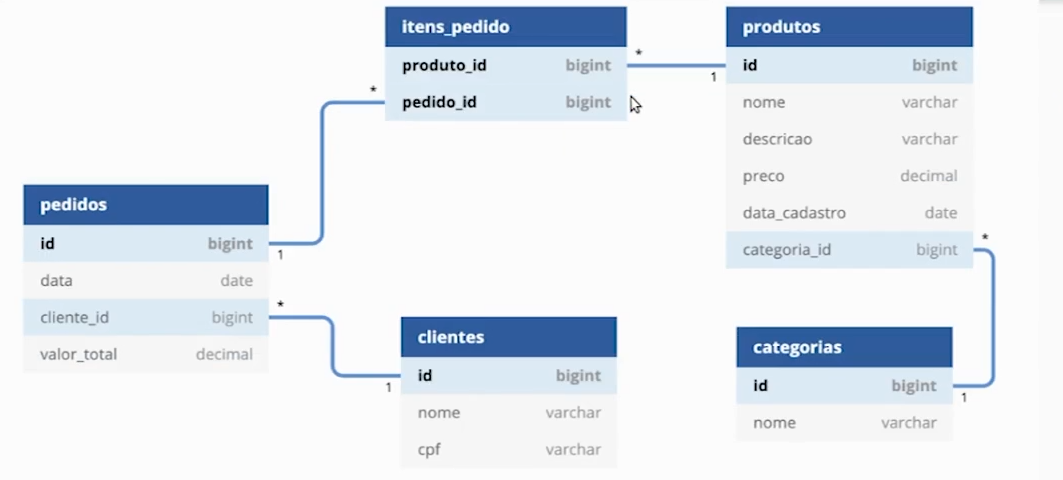 itens_pedido
produto_id bigint
pedido_id bigint
*
*
1
produtos
id bigint
nome varchar
descricao varchar
preco decimal
data_cadastro date
categoria_id bigint
*
pedidos
id bigint
data date
cliente_id bigint
valor_total decimal
1
*
clientes
id bigint
nome varchar
cpf varchar
1
categorias
id bigint
nome varchar
1